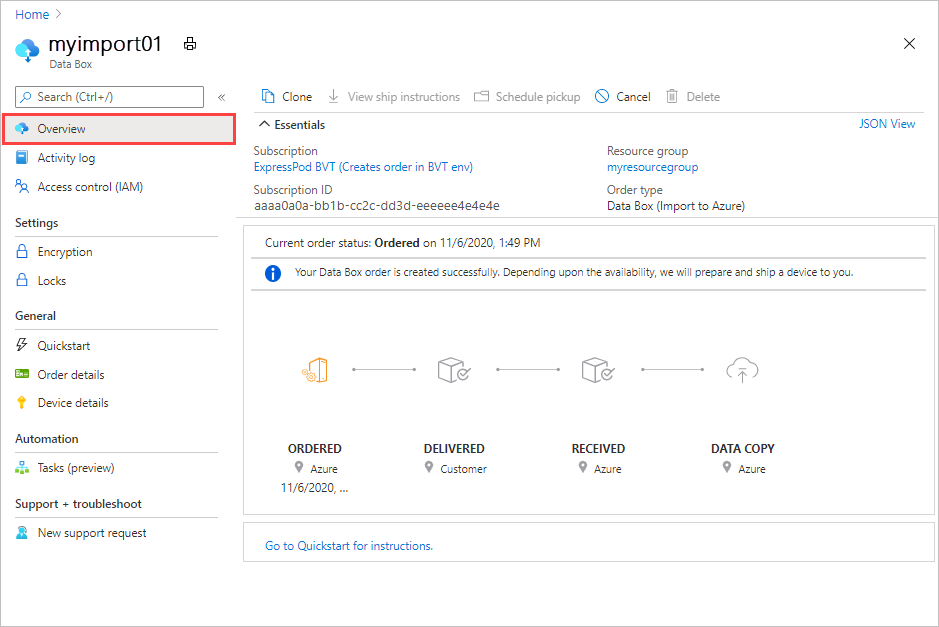 Home
myimport01
Data Box
Search (Ctrl+/)
«
Overview
Activity log
Access control (IAM)
Settings
Encryption
Locks
General
Quickstart
Order details
Device details
Automation
Tasks (preview)
Support + troubleshoot
New support request
Clone View ship instructions Schedule pickup Cancel Delete
Essentials JSON View
Subscription
ExpressPod BVT (Creates order in BVT env)
Subscription ID
aaaa0a0a-bb1b-cc2c-dd3d-eeeeee4e4e4e
Resource group
myresourcegroup
Order type
Data Box (Import to Azure)
Current order status: Ordered on 11/6/2020, 1:49 PM
Your Data Box order is created successfully. Depending upon the availability, we will prepare and ship a device to you.
ORDERED
Azure
11/6/2020, ...
DELIVERED
Customer
RECEIVED
Azure
DATA COPY
Azure
Go to Quickstart for instructions.